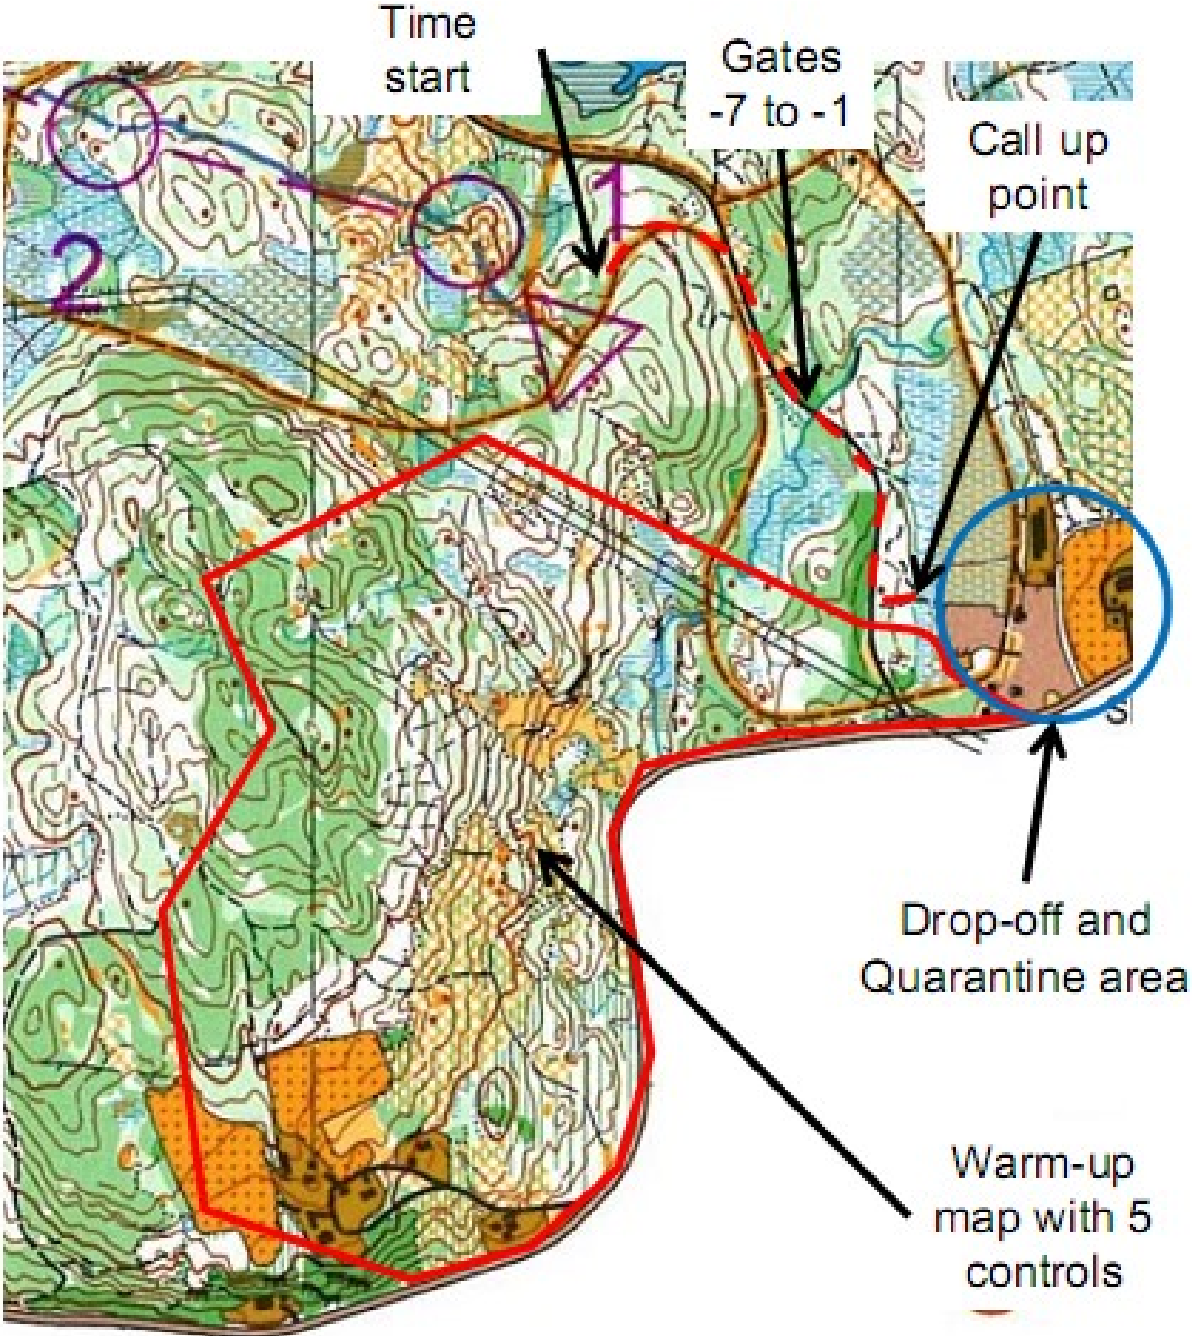 Time
start
Gates
-7 to -1
Call up
point
1
2
Drop-off and
Quarantine area
Warm-up
map with 5
controls